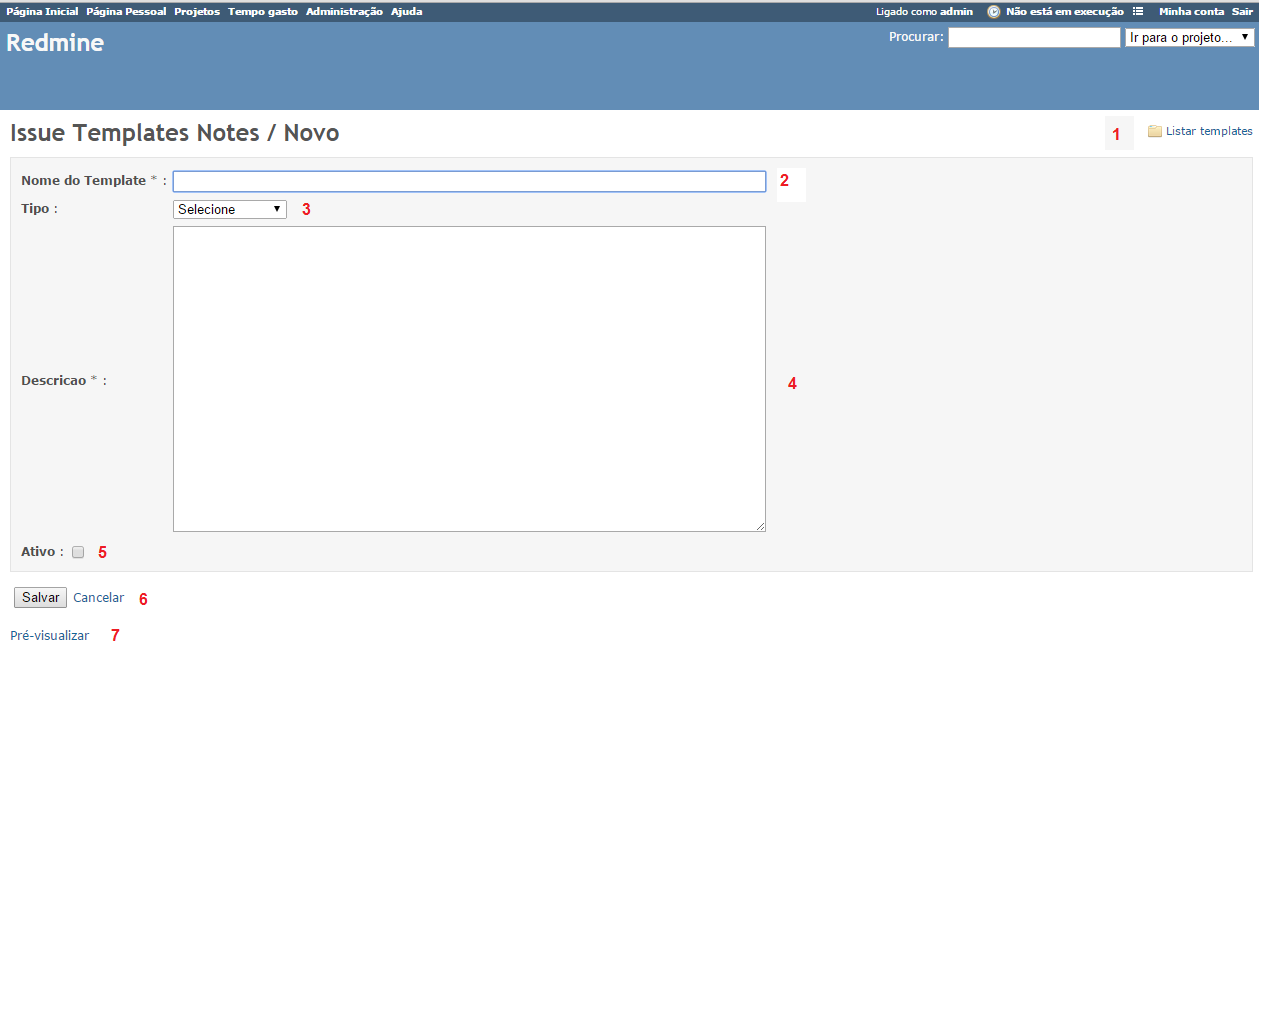 Página Inicial Página Pessoal Projetos Tempo gasto Administração Ajuda Ligado como admin Não está em execução Minha conta Sair
Redmine Procurar: Ir para o projeto...
Issue Templates Notes / Novo 1 Listar templates
Nome do Template * : 2
Tipo : Selecione 3
Descricao * : 4
Ativo : 5
Salvar Cancelar 6
Pré-visualizar 7